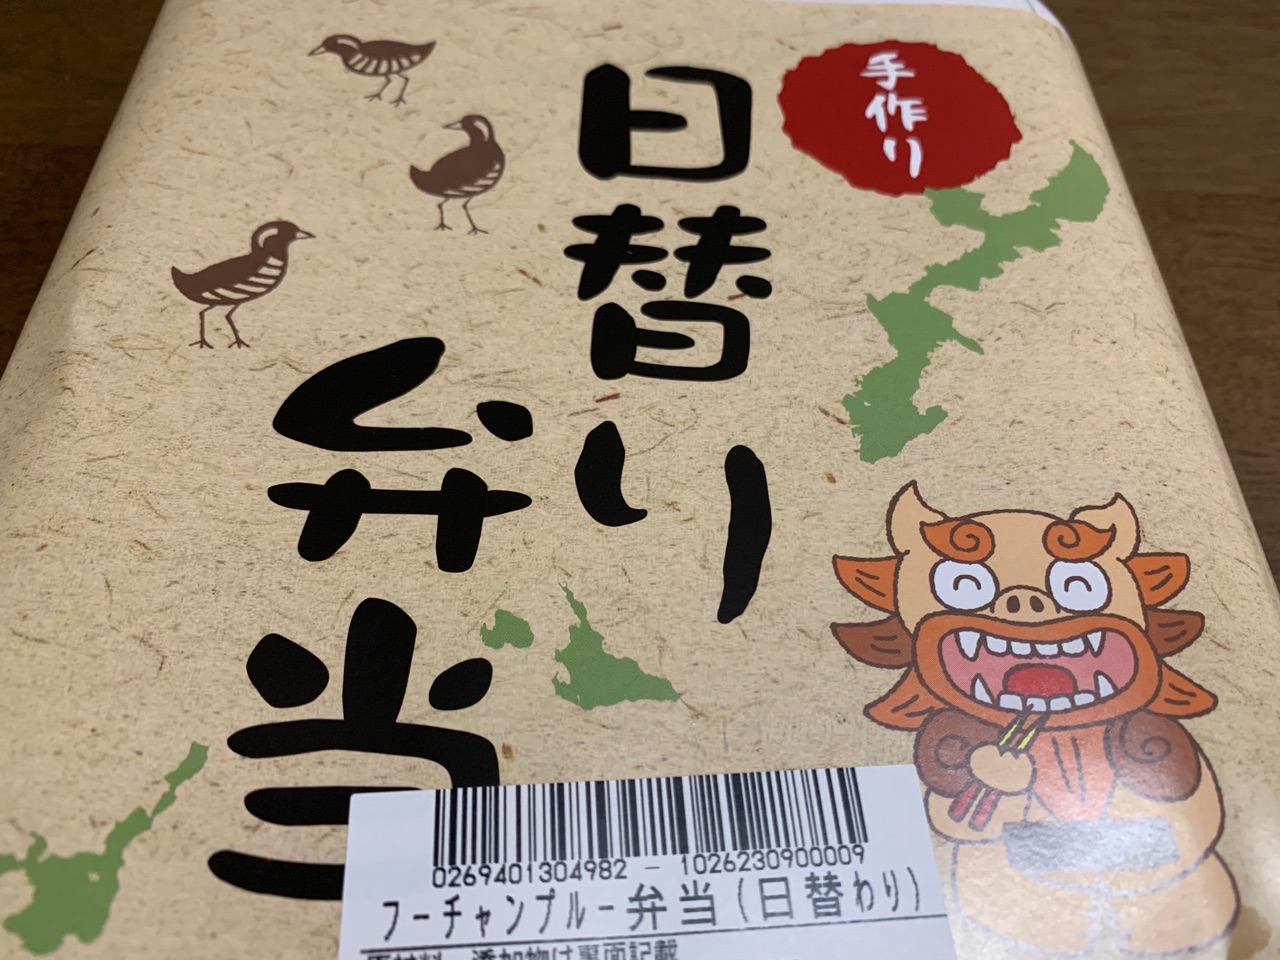 手作り
日替り
弁当
0269401304982 - 1026230900009
フーチャンプルー弁当(日替わり)
原材料、添加物は裏面記載